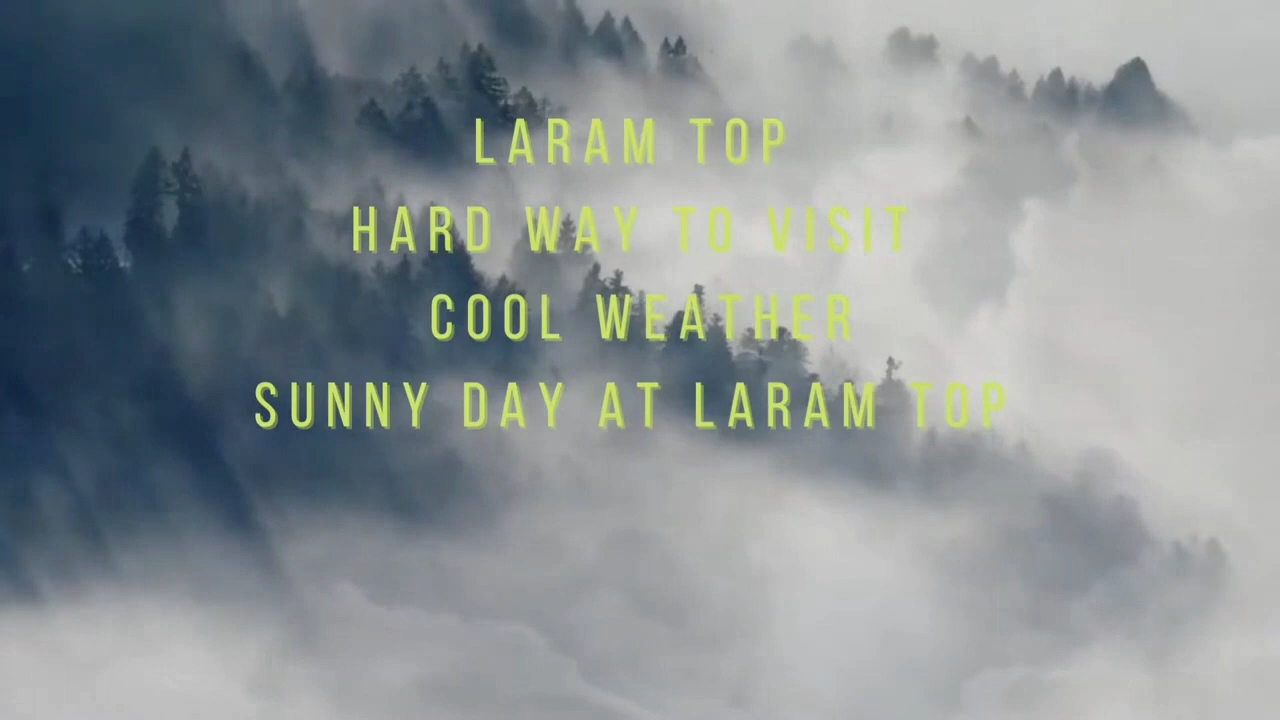 LARAM TOP
HARD WAY TO VISIT
COOL WEATHER
SUNNY DAY AT LARAM TOP